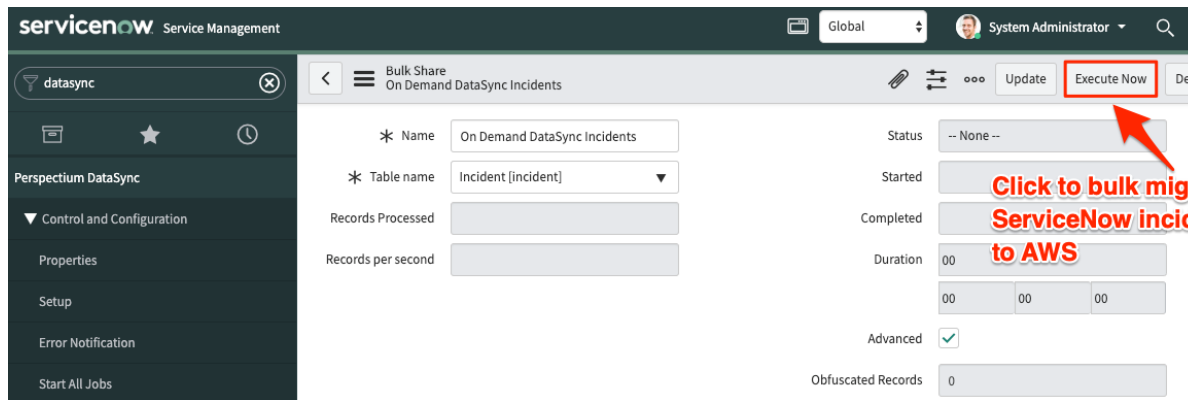 servicenow Service Management
Global
System Administrator
datasync
Bulk Share
On Demand DataSync Incidents
Update
Execute Now
De
Perspectium DataSync
Control and Configuration
Properties
Setup
Error Notification
Start All Jobs
Name
On Demand DataSync Incidents
Table name
Incident [incident]
Records Processed
Records per second
Status
-- None --
Started
Completed
Duration
00
00
00
00
Advanced
Obfuscated Records
0
Click to bulk mig
ServiceNow incid
to AWS